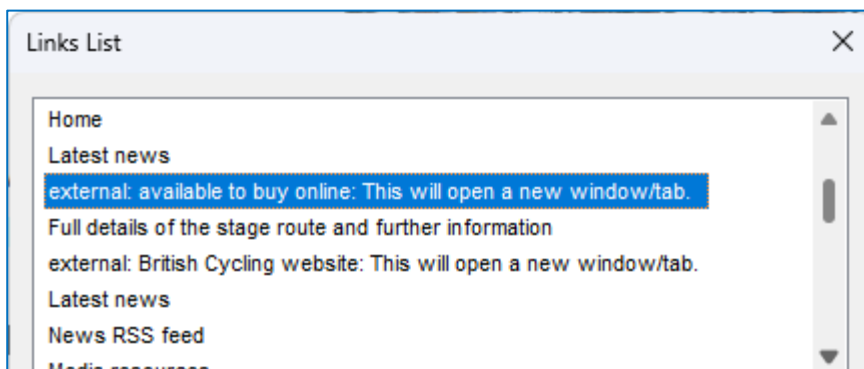 Links List
Home
Latest news
external: available to buy online: This will open a new window/tab.
Full details of the stage route and further information
external: British Cycling website: This will open a new window/tab.
Latest news
News RSS feed
Media resources